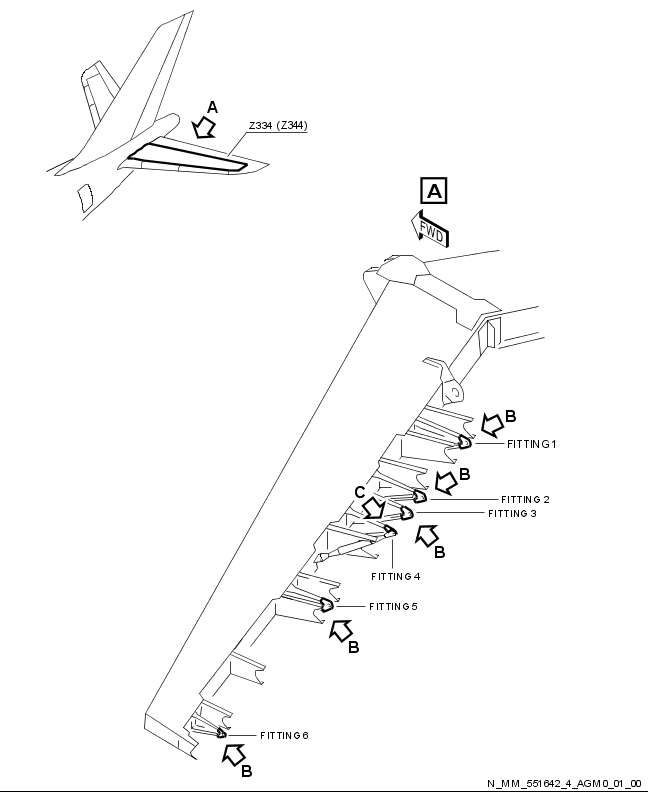 A
Z334 (Z344)
A
FWD
B
FITTING 1
B
C
FITTING 2
FITTING 3
B
FITTING 4
FITTING 5
B
FITTING 6
B
N_MM_551642_4_AGM0_01_00